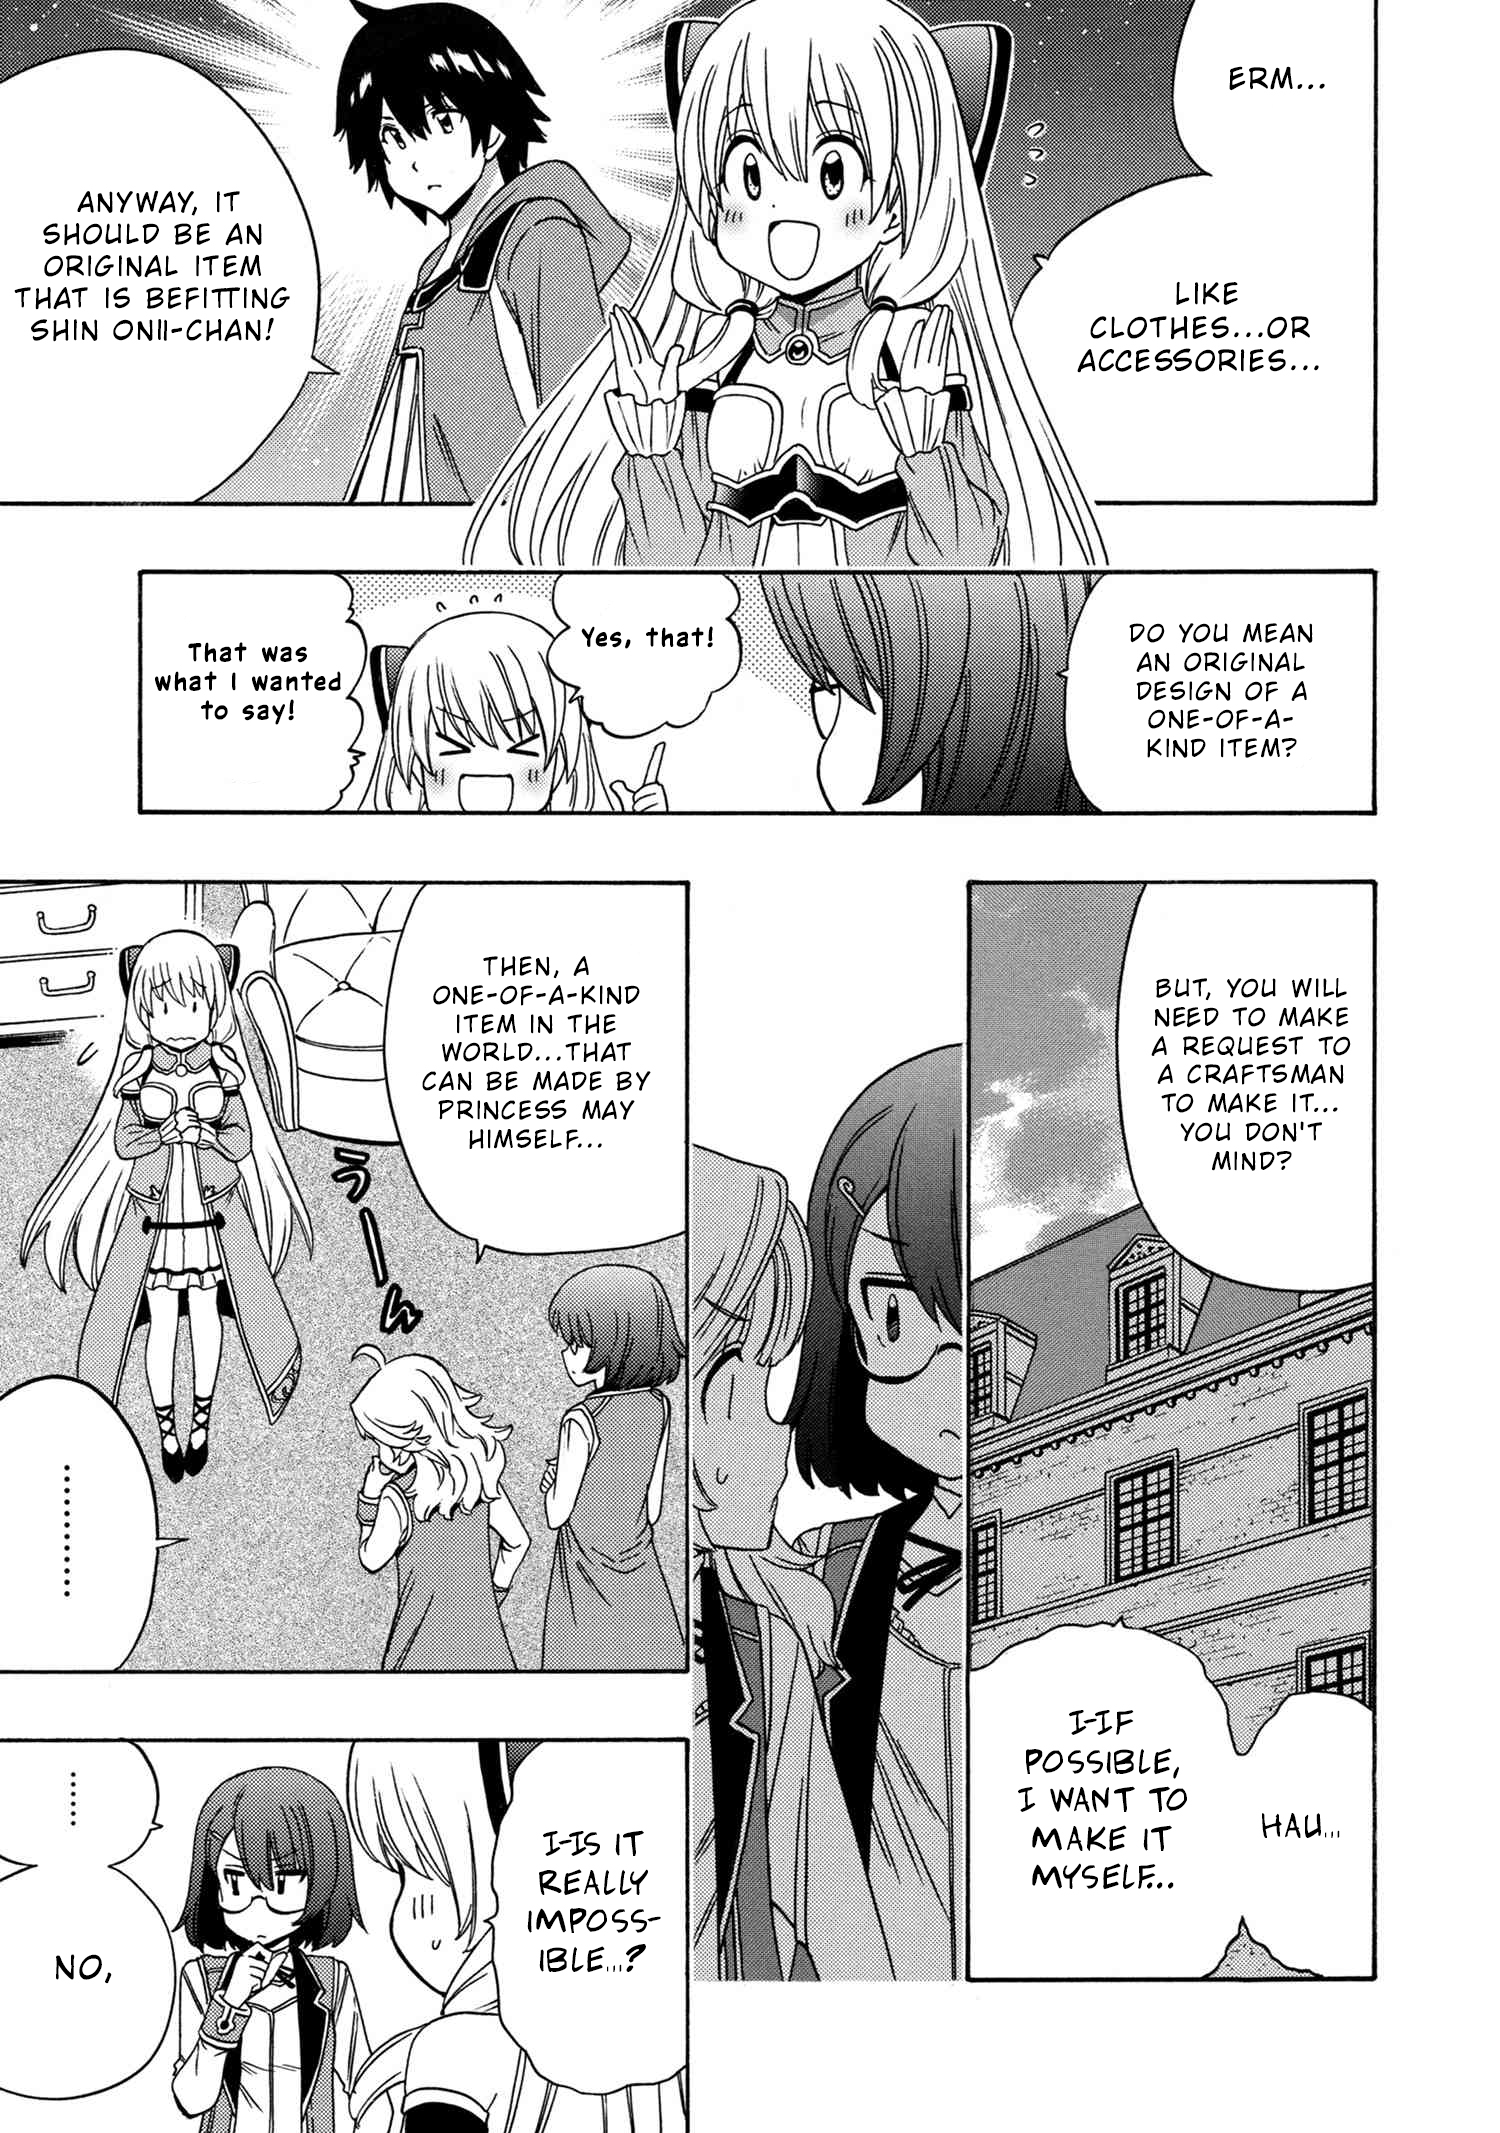 ERM...
LIKE
CLOTHES...OR
ACCESSORIES...
ANYWAY, IT
SHOULD BE AN
ORIGINAL ITEM
THAT IS BEFITTING
SHIN ONII-CHAN!
DO YOU MEAN
AN ORIGINAL
DESIGN OF A
ONE-OF-A-
KIND ITEM?
Yes, that!
That was
what I wanted
to say!
BUT, YOU WILL
NEED TO MAKE
A REQUEST TO
A CRAFTSMAN
TO MAKE IT...
YOU DON'T
MIND?
HAU...
I-IF
POSSIBLE,
I WANT TO
MAKE IT
MYSELF...
THEN, A
ONE-OF-A-KIND
ITEM IN THE
WORLD...THAT
CAN BE MADE BY
PRINCESS MAY
HIMSELF...
うーん
..........
I-IS IT
REALLY
IMPOSS-
IBLE...?
......
NO,